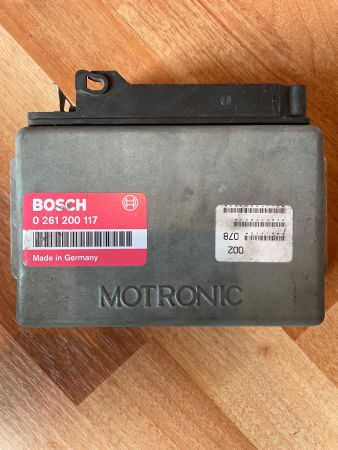 BOSCH
0 261 200 117
Made in Germany
002
078
MOTRONIC